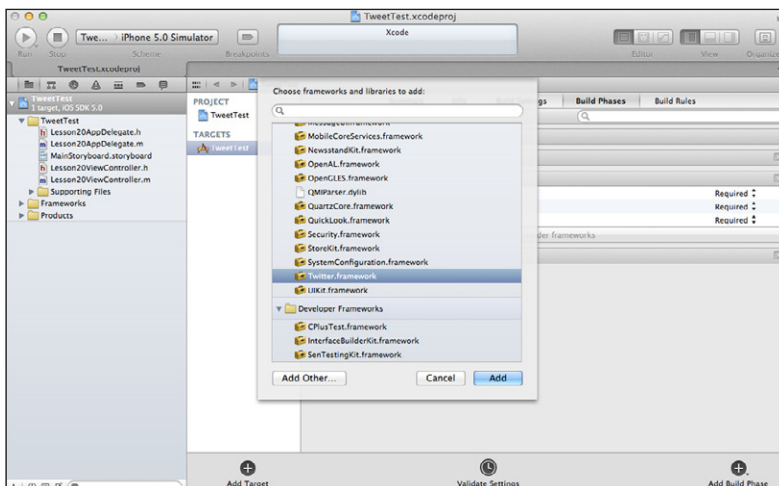 TweetTest.xcodeproj
Twe... iPhone 5.0 Simulator
Xcode
Run Stop Scheme Breakpoints Editor View Organize
TweetTest.xcodeproj
TweetTest
1 target, iOS SDK 5.0
TweetTest
Lesson20AppDelegate.h
Lesson20AppDelegate.m
MainStoryboard.storyboard
Lesson20ViewController.h
Lesson20ViewController.m
Supporting Files
Frameworks
Products
PROJECT
TweetTest
TARGETS
TweetTest
Build Phases Build Rules
Choose frameworks and libraries to add:
MobileCoreServices.framework
NewsstandKit.framework
OpenAL.framework
OpenGLES.framework
QMIParser.dylib
QuartzCore.framework
QuickLook.framework
Security.framework
StoreKit.framework
SystemConfiguration.framework
Twitter.framework
UIKit.framework
Developer Frameworks
CPlusTest.framework
InterfaceBuilderKit.framework
SenTestingKit.framework
Add Other... Cancel Add
Required
Required
Required
frameworks
Add Target Validate Settings Add Build Phase